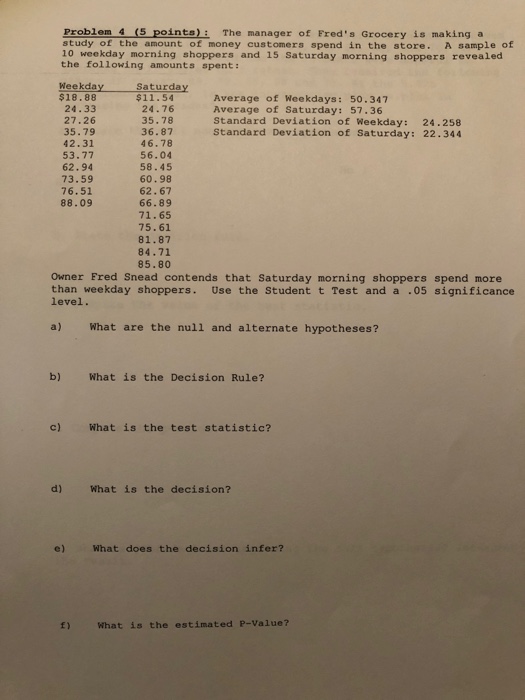 Problem 4 (5 points): The manager of Fred's Grocery is making a
study of the amount of money customers spend in the store. A sample of
10 weekday morning shoppers and 15 Saturday morning shoppers revealed
the following amounts spent:
Weekday Saturday
$18.88 $11.54 Average of Weekdays: 50.347
24.33 24.76 Average of Saturday: 57.36
27.26 35.78 Standard Deviation of Weekday: 24.258
35.79 36.87 Standard Deviation of Saturday: 22.344
42.31 46.78
53.77 56.04
62.94 58.45
73.59 60.98
76.51 62.67
88.09 66.89
71.65
75.61
81.87
84.71
85.80
Owner Fred Snead contends that Saturday morning shoppers spend more
than weekday shoppers. Use the Student t Test and a .05 significance
level.
a) What are the null and alternate hypotheses?
b) What is the Decision Rule?
c) What is the test statistic?
d) What is the decision?
e) What does the decision infer?
f) What is the estimated P-Value?